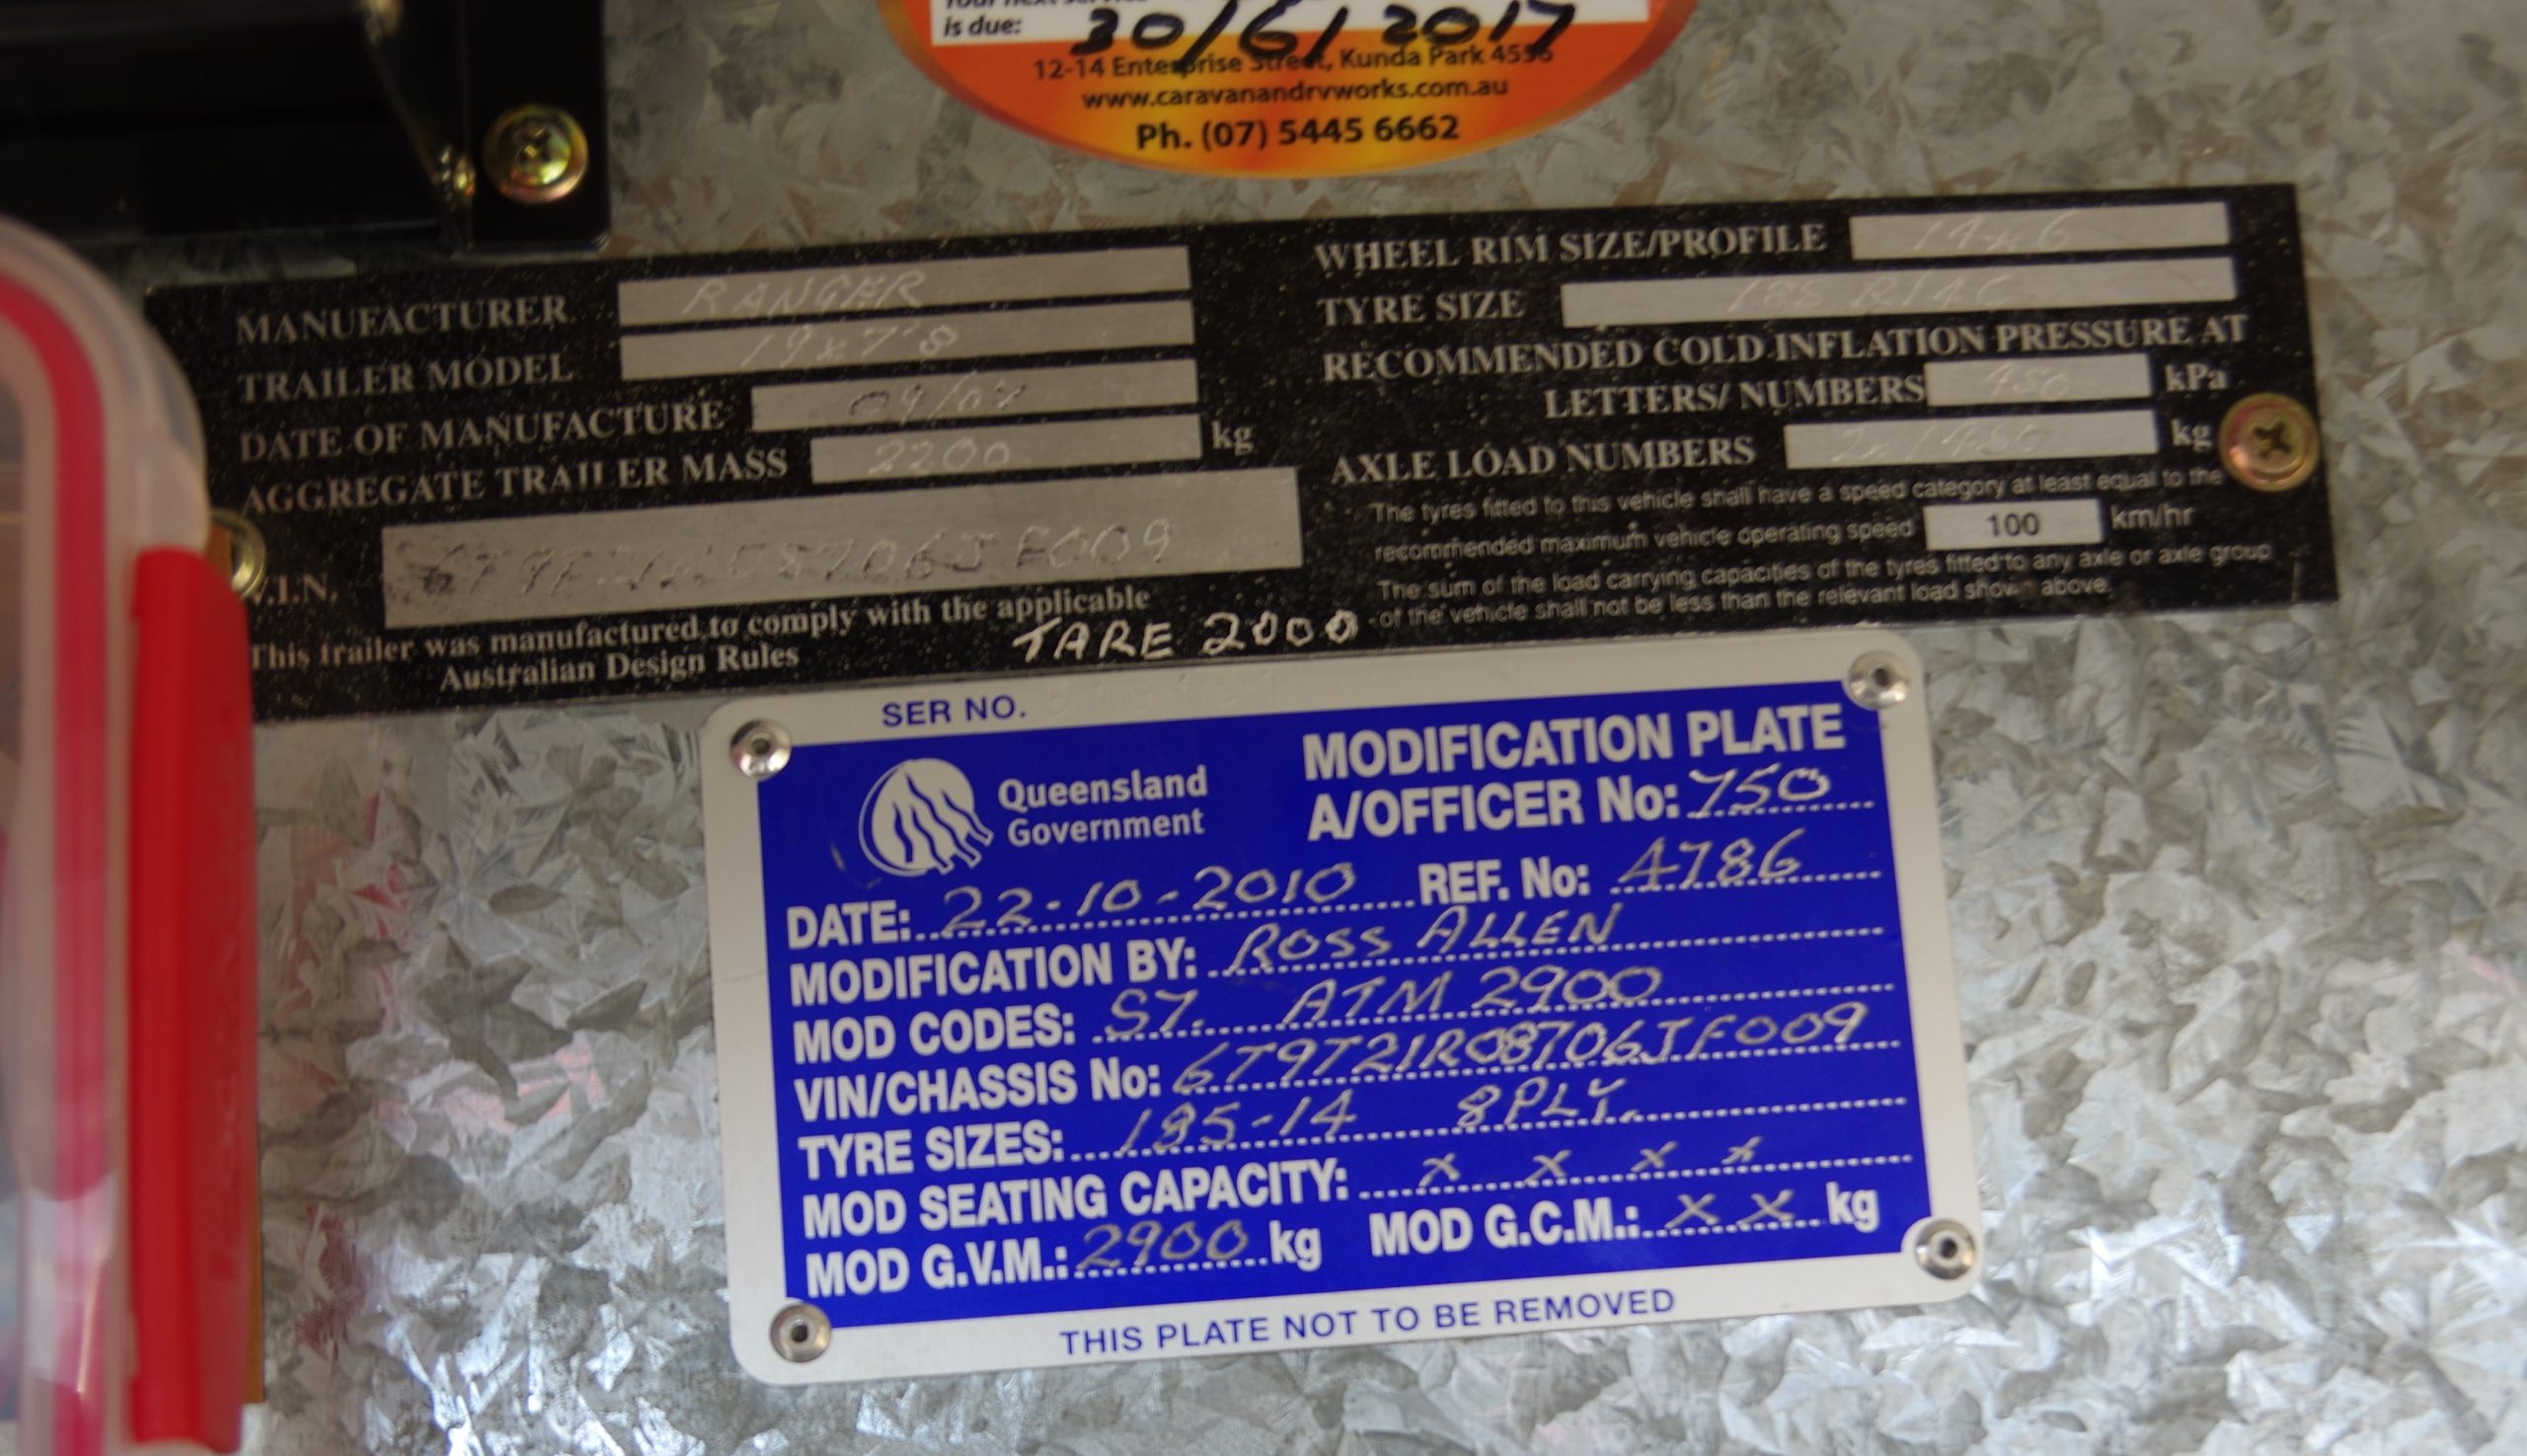 is due: 30/6/2017
12-14 Enterprise Street, Kunda Park 4556
www.caravanandrvworks.com.au
Ph. (07) 5445 6662
MANUFACTURER RANGER
TRAILER MODEL 19x7'8
DATE OF MANUFACTURE
AGGREGATE TRAILER MASS 2200 kg
V.I.N.
This trailer was manufactured to comply with the applicable
Australian Design Rules
TARE 2000
WHEEL RIM SIZE/PROFILE 14x6
TYRE SIZE 185 R14C
RECOMMENDED COLD INFLATION PRESSURE AT
LETTERS/ NUMBERS 450 kPa
AXLE LOAD NUMBERS kg
The tyres fitted to this vehicle shall have a speed category at least equal to the
recommended maximum vehicle operating speed 100 km/hr
The sum of the load carrying capacities of the tyres fitted to any axle or axle group
of the vehicle shall not be less than the relevant load shown above.
SER NO.
Queensland
Government
MODIFICATION PLATE
A/OFFICER No: 750
DATE: 22-10-2010 REF. No: 4786
MODIFICATION BY: ROSS ALLEN
MOD CODES: S7. ATM 2900
VIN/CHASSIS No: 6T9T21R08706JF009
TYRE SIZES: 185-14 8PLY.
MOD SEATING CAPACITY: X X X X
MOD G.V.M.: 2900 kg MOD G.C.M.: X X kg
THIS PLATE NOT TO BE REMOVED